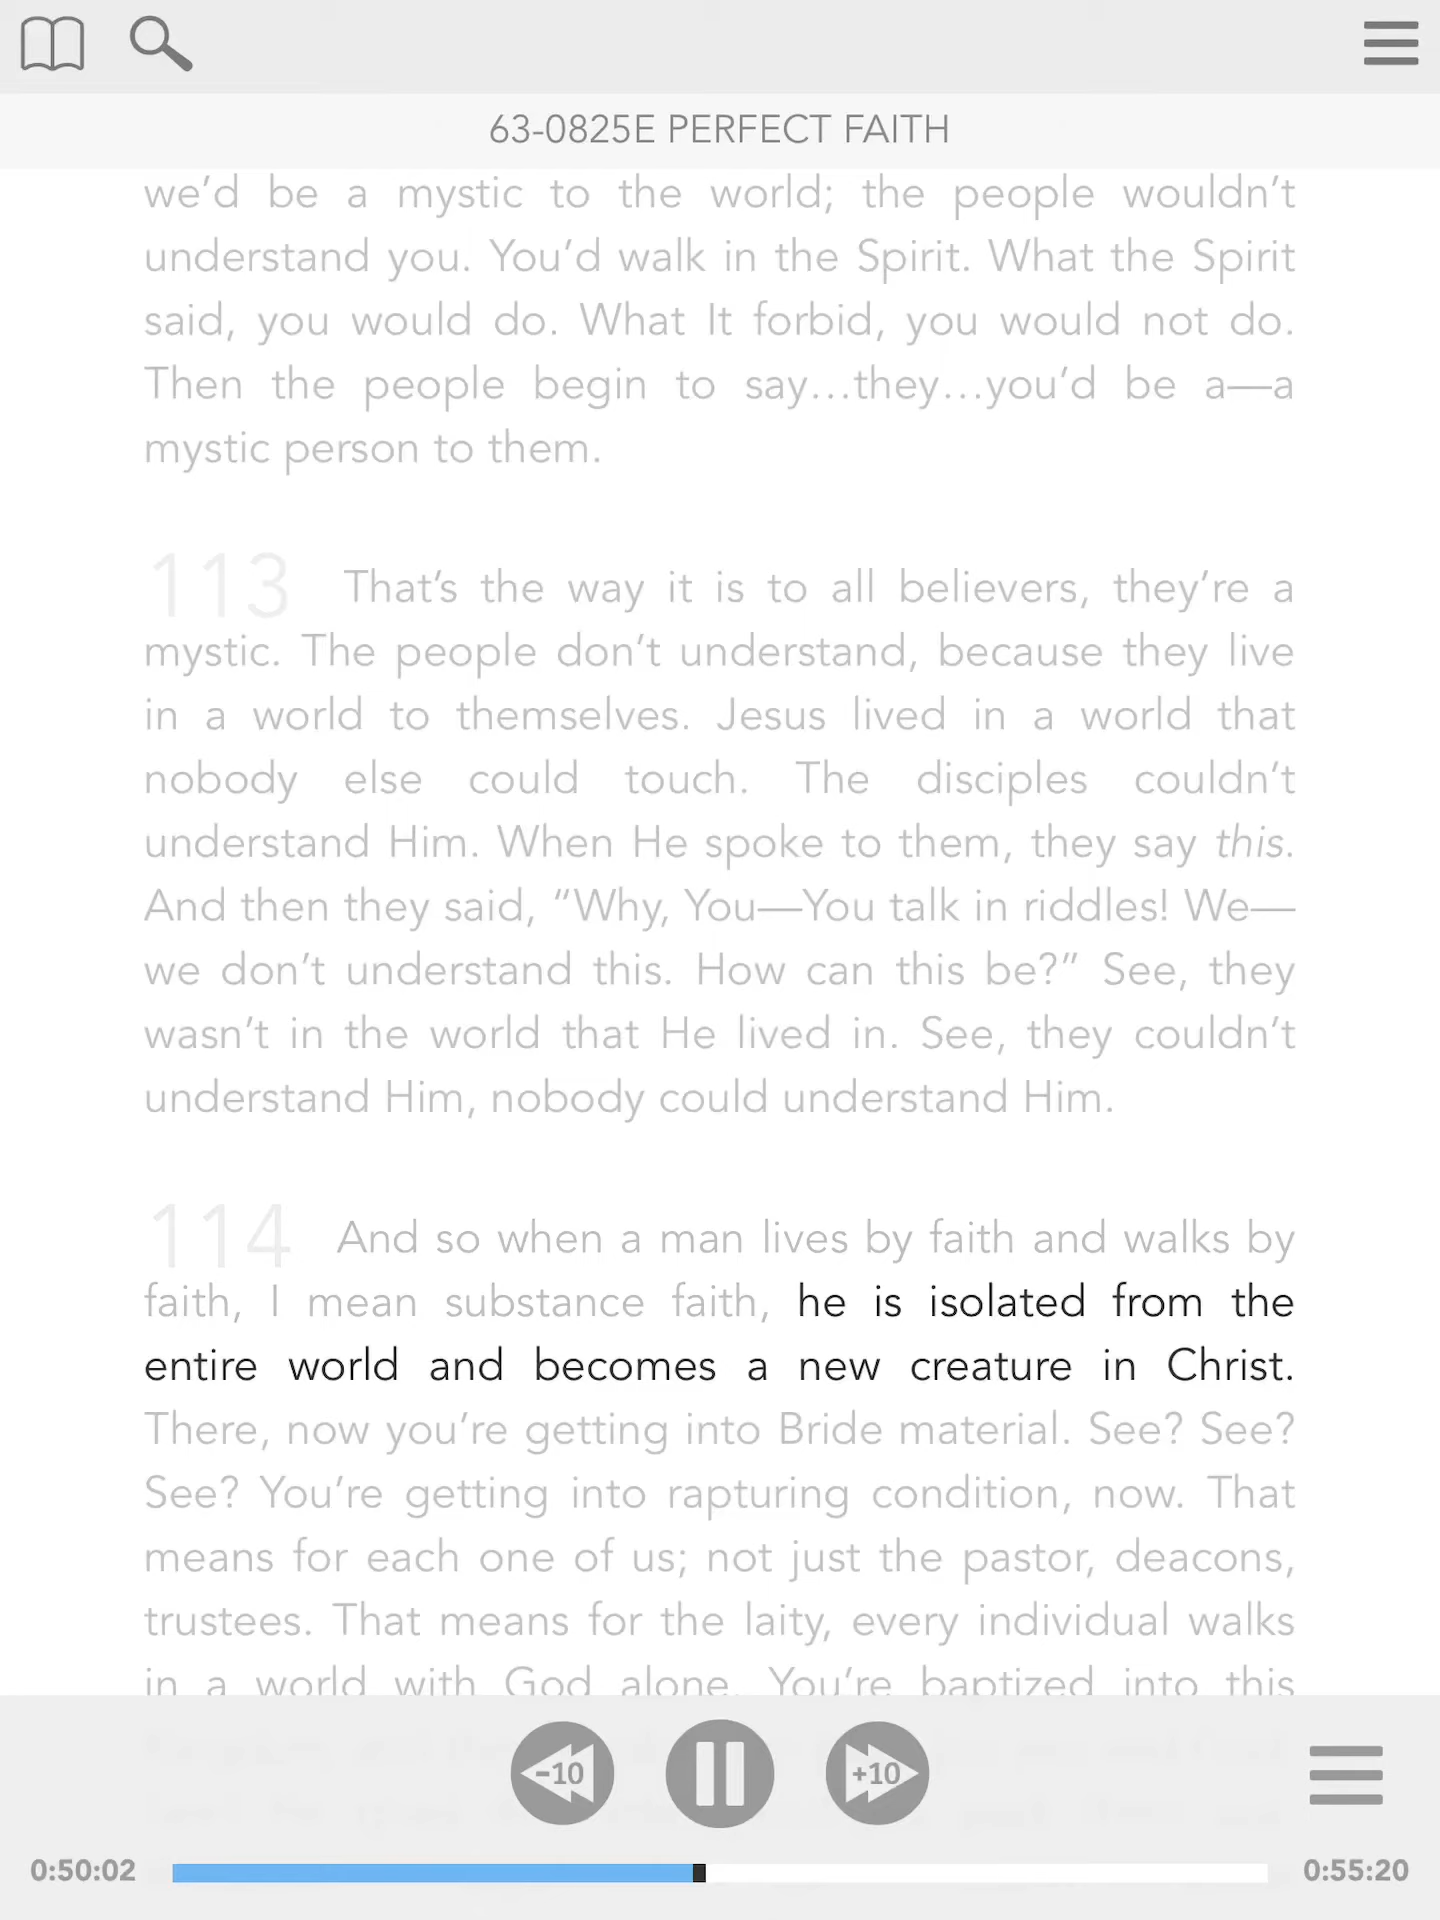 63-0825E PERFECT FAITH
we’d be a mystic to the world; the people wouldn’t
understand you. You’d walk in the Spirit. What the Spirit
said, you would do. What It forbid, you would not do.
Then the people begin to say…they…you’d be a—a
mystic person to them.
113 That’s the way it is to all believers, they’re a
mystic. The people don’t understand, because they live
in a world to themselves. Jesus lived in a world that
nobody else could touch. The disciples couldn’t
understand Him. When He spoke to them, they say this.
And then they said, “Why, You—You talk in riddles! We—
we don’t understand this. How can this be?” See, they
wasn’t in the world that He lived in. See, they couldn’t
understand Him, nobody could understand Him.
114 And so when a man lives by faith and walks by
faith, I mean substance faith, he is isolated from the
entire world and becomes a new creature in Christ.
There, now you’re getting into Bride material. See? See?
See? You’re getting into rapturing condition, now. That
means for each one of us; not just the pastor, deacons,
trustees. That means for the laity, every individual walks
in a world with God alone. You’re baptized into this
-10 +10
0:50:02 0:55:20